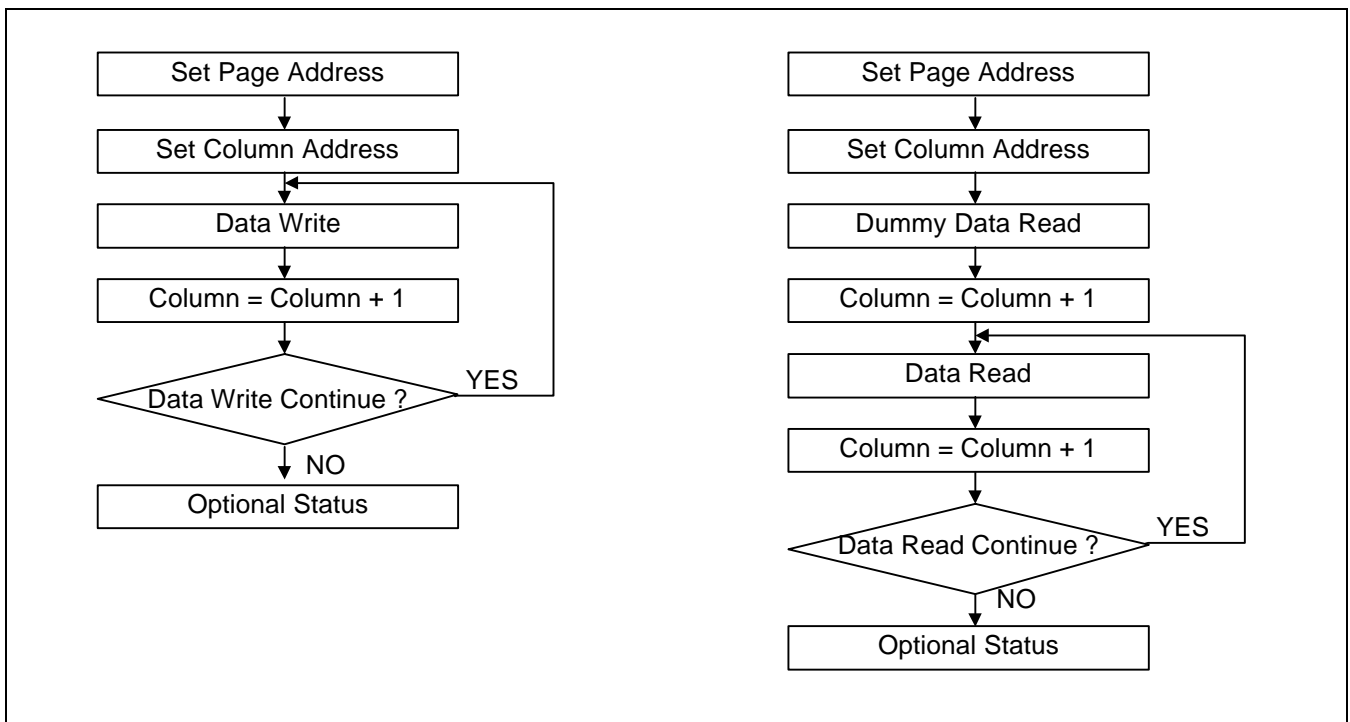 Set Page Address
Set Column Address
Data Write
Column = Column + 1
Data Write Continue ?
YES
NO
Optional Status
Set Page Address
Set Column Address
Dummy Data Read
Column = Column + 1
Data Read
Column = Column + 1
Data Read Continue ?
YES
NO
Optional Status